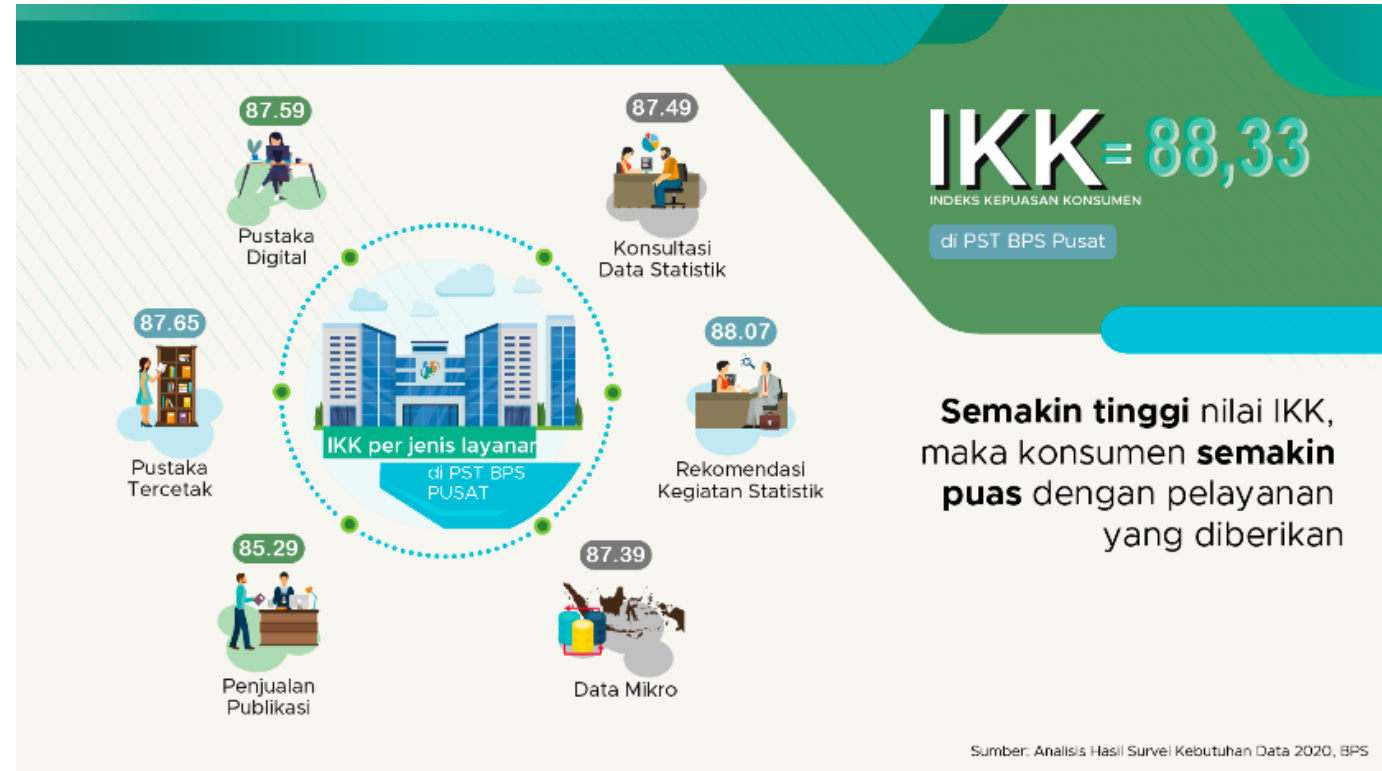 87.59
Pustaka
Digital
87.49
Konsultasi
Data Statistik
87.65
Pustaka
Tercetak
88.07
Rekomendasi
Kegiatan Statistik
85.29
Penjualan
Publikasi
87.39
Data Mikro
IKK per jenis layanan
di PST BPS
PUSAT
IKK = 88,33
INDEKS KEPUASAN KONSUMEN
di PST BPS Pusat
Semakin tinggi nilai IKK,
maka konsumen semakin
puas dengan pelayanan
yang diberikan
Sumber: Analisis Hasil Survei Kebutuhan Data 2020, BPS